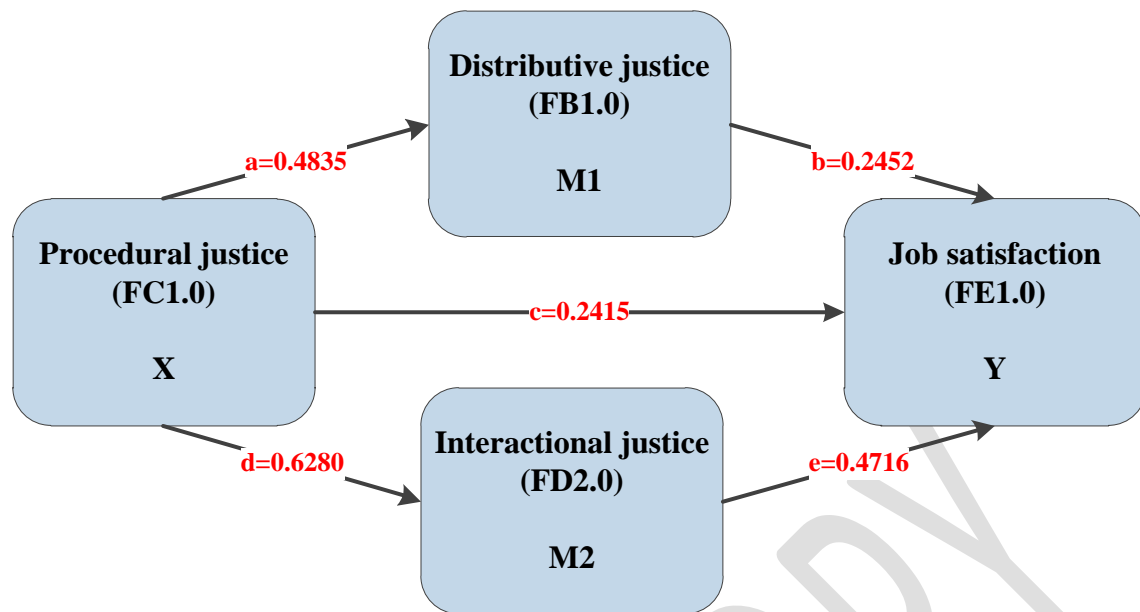 Distributive justice
(FB1.0)
M1
a=0.4835
b=0.2452
Procedural justice
(FC1.0)
X
c=0.2415
Job satisfaction
(FE1.0)
Y
d=0.6280
Interactional justice
(FD2.0)
M2
e=0.4716